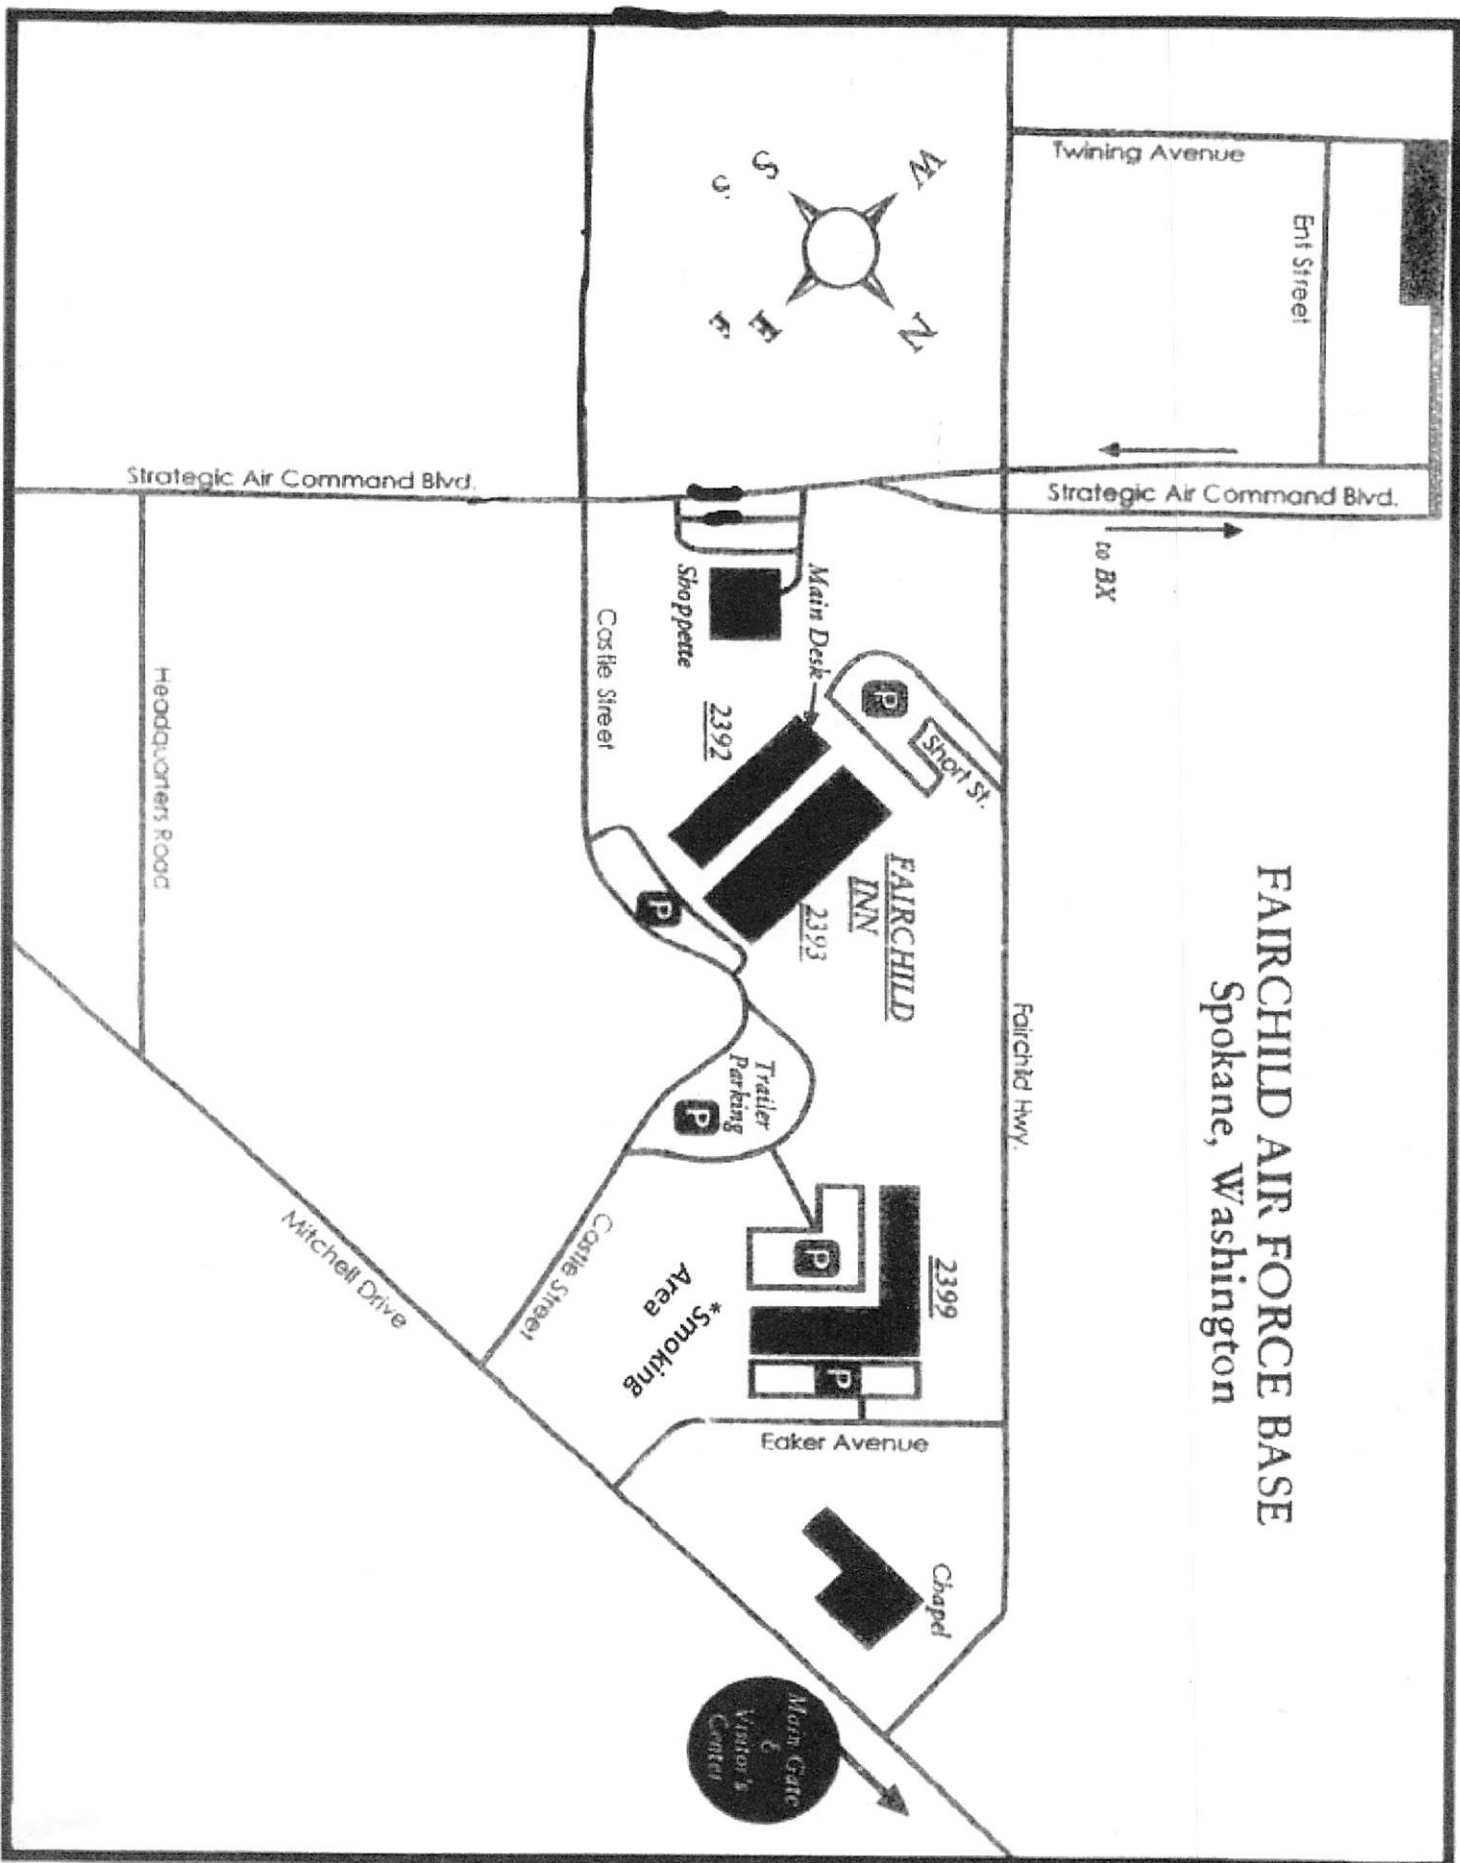 FAIRCHILD AIR FORCE BASE
Spokane, Washington
Twining Avenue
Ent Street
Strategic Air Command Blvd.
to BX
Fairchild Hwy.
W
N
S
E
S
E
Short St.
P
Main Desk
Shoppette
2392
FAIRCHILD
INN
2393
P
Trailer
Parking
P
2399
P
P
*Smoking
Area
Eaker Avenue
Chapel
Main Gate
&
Visitor's
Center
Castle Street
Castle Street
Strategic Air Command Blvd.
Headquarters Road
Mitchell Drive